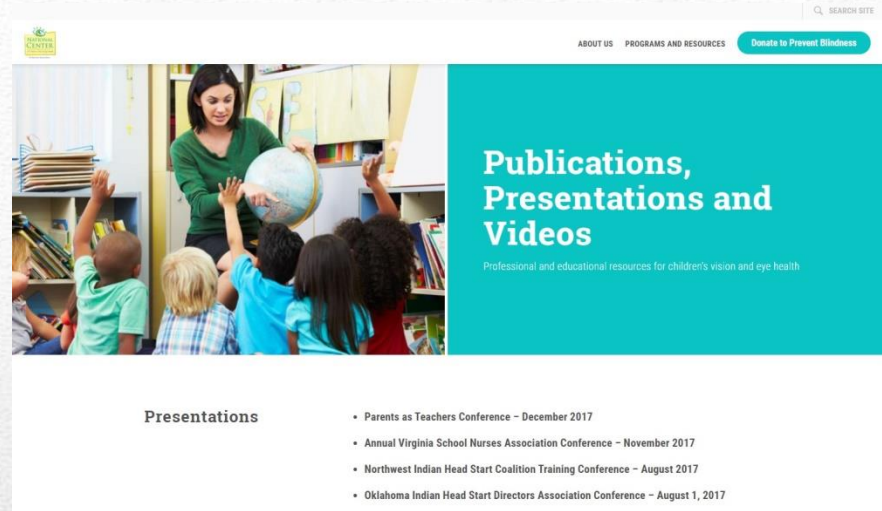 SEARCH SITE
NATIONAL
CENTER
ABOUT US PROGRAMS AND RESOURCES Donate to Prevent Blindness
Publications,
Presentations and
Videos
Professional and educational resources for children's vision and eye health
Presentations
• Parents as Teachers Conference – December 2017
• Annual Virginia School Nurses Association Conference – November 2017
• Northwest Indian Head Start Coalition Training Conference – August 2017
• Oklahoma Indian Head Start Directors Association Conference – August 1, 2017